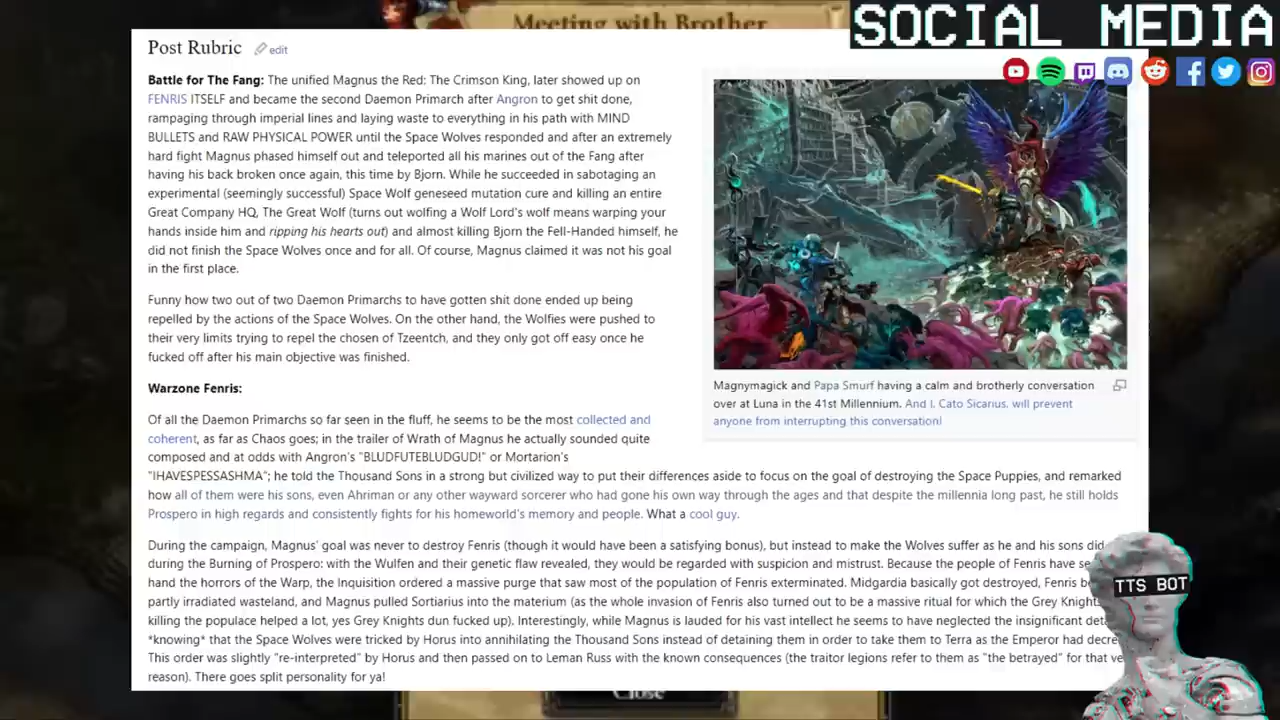 Meeting with Brother
SOCIAL MEDIA
Post Rubric edit
Battle for The Fang: The unified Magnus the Red: The Crimson King, later showed up on
FENRIS ITSELF and became the second Daemon Primarch after Angron to get shit done,
rampaging through imperial lines and laying waste to everything in his path with MIND
BULLETS and RAW PHYSICAL POWER until the Space Wolves responded and after an extremely
hard fight Magnus phased himself out and teleported all his marines out of the Fang after
having his back broken once again, this time by Bjorn. While he succeeded in sabotaging an
experimental (seemingly successful) Space Wolf geneseed mutation cure and killing an entire
Great Company HQ, The Great Wolf (turns out wolfing a Wolf Lord's wolf means warping your
hands inside him and ripping his hearts out) and almost killing Bjorn the Fell-Handed himself, he
did not finish the Space Wolves once and for all. Of course, Magnus claimed it was not his goal
in the first place.
Funny how two out of two Daemon Primarchs to have gotten shit done ended up being
repelled by the actions of the Space Wolves. On the other hand, the Wolfies were pushed to
their very limits trying to repel the chosen of Tzeentch, and they only got off easy once he
fucked off after his main objective was finished.
Magnymagick and Papa Smurf having a calm and brotherly conversation
over at Luna in the 41st Millennium. And I, Cato Sicarius, will prevent
anyone from interrupting this conversation!
Warzone Fenris:
Of all the Daemon Primarchs so far seen in the fluff, he seems to be the most collected and
coherent, as far as Chaos goes; in the trailer of Wrath of Magnus he actually sounded quite
composed and at odds with Angron's "BLUDFUTEBLUDGUD!" or Mortarion's
"IHAVESPESSASHMA"; he told the Thousand Sons in a strong but civilized way to put their differences aside to focus on the goal of destroying the Space Puppies, and remarked
how all of them were his sons, even Ahriman or any other wayward sorcerer who had gone his own way through the ages and that despite the millennia long past, he still holds
Prospero in high regards and consistently fights for his homeworld's memory and people. What a cool guy.
During the campaign, Magnus' goal was never to destroy Fenris (though it would have been a satisfying bonus), but instead to make the Wolves suffer as he and his sons did
during the Burning of Prospero: with the Wulfen and their genetic flaw revealed, they would be regarded with suspicion and mistrust. Because the people of Fenris have se
hand the horrors of the Warp, the Inquisition ordered a massive purge that saw most of the population of Fenris exterminated. Midgardia basically got destroyed, Fenris be
partly irradiated wasteland, and Magnus pulled Sortiarius into the materium (as the whole invasion of Fenris also turned out to be a massive ritual for which the Grey Knights
killing the populace helped a lot, yes Grey Knights dun fucked up). Interestingly, while Magnus is lauded for his vast intellect he seems to have neglected the insignificant deta
*knowing* that the Space Wolves were tricked by Horus into annihilating the Thousand Sons instead of detaining them in order to take them to Terra as the Emperor had decre
This order was slightly "re-interpreted" by Horus and then passed on to Leman Russ with the known consequences (the traitor legions refer to them as "the betrayed" for that ve
reason). There goes split personality for ya!
TTS BOT
Close